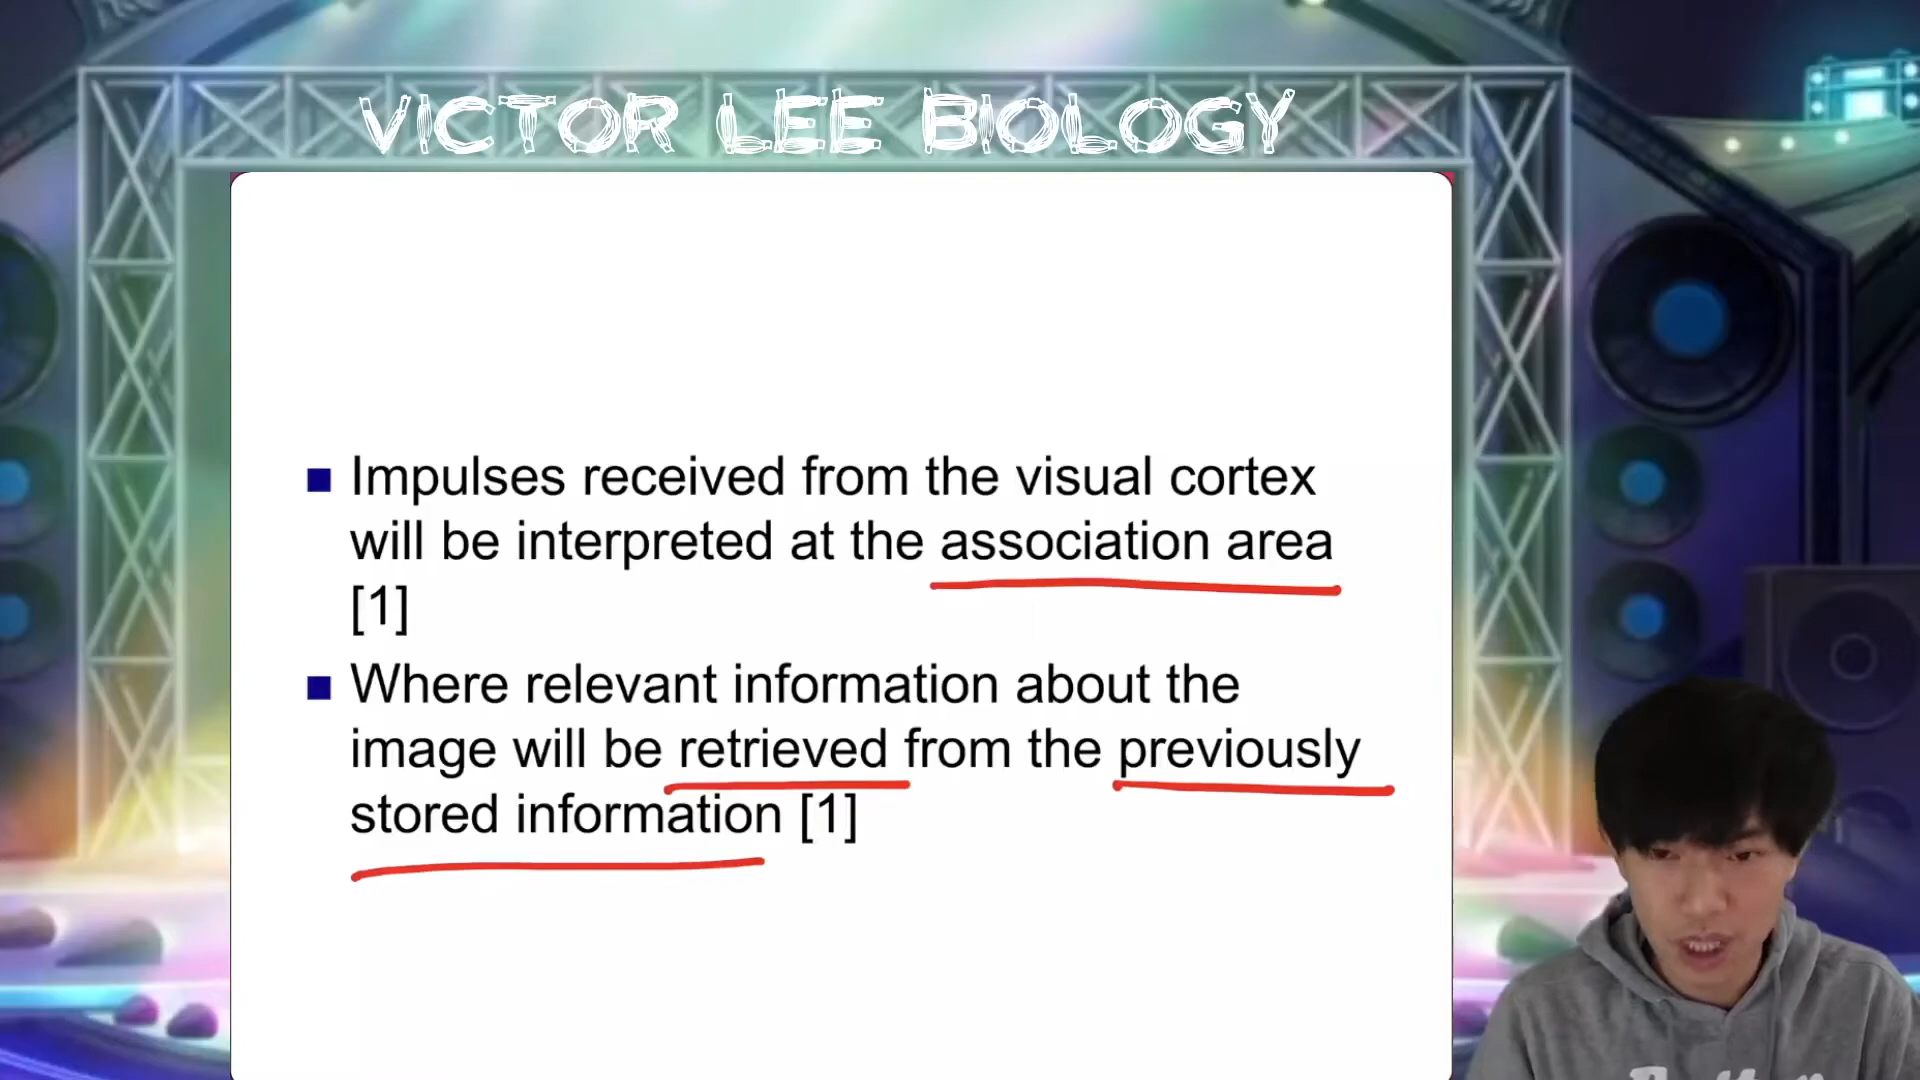 VICTOR LEE BIOLOGY
■ Impulses received from the visual cortex
will be interpreted at the association area
[1]
■ Where relevant information about the
image will be retrieved from the previously
stored information [1]